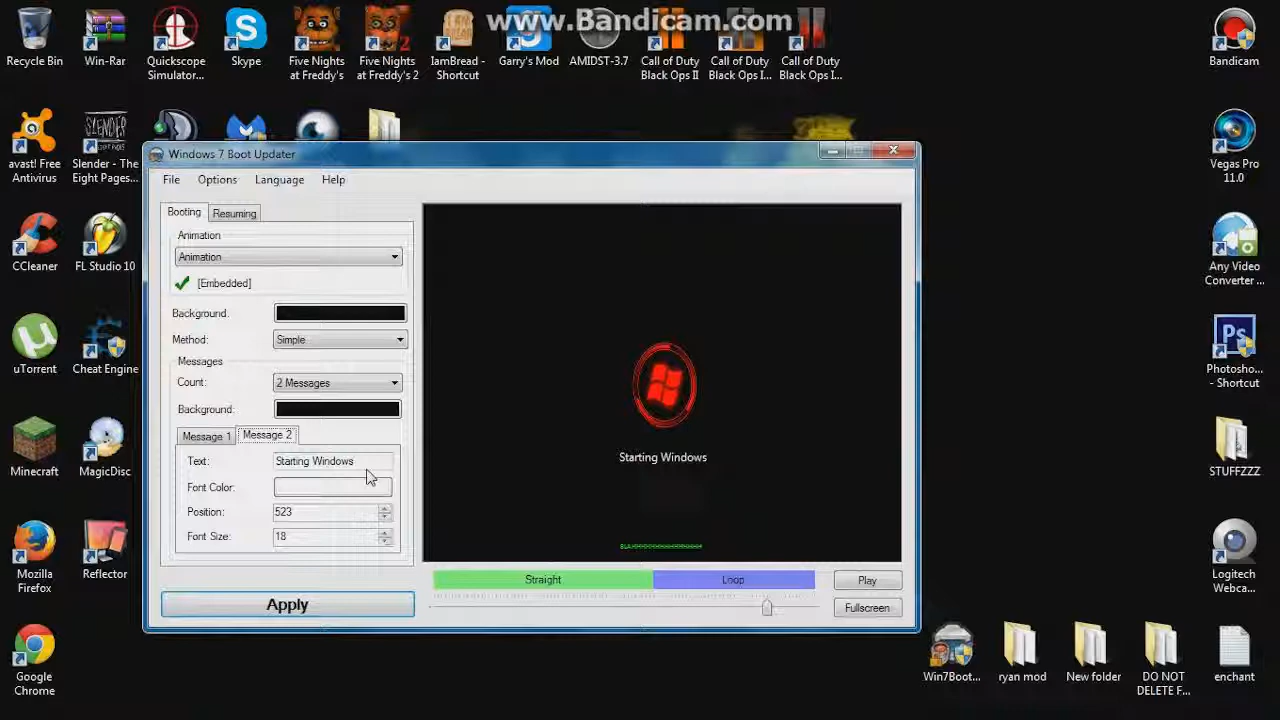 www.Bandicam.com
Recycle Bin
Win-Rar
Quickscope
Simulator...
Skype
Five Nights
at Freddy's
Five Nights
at Freddy's 2
IamBread -
Shortcut
Garry's Mod
AMIDST-3.7
Call of Duty
Black Ops II
Call of Duty
Black Ops I...
Call of Duty
Black Ops I...
Bandicam
avast! Free
Antivirus
SLENDER
Slender - The
Eight Pages...
Vegas Pro
11.0
CCleaner
FL Studio 10
Any Video
Converter ...
uTorrent
Cheat Engine
Ps
Photosho...
- Shortcut
Minecraft
MagicDisc
STUFFZZZ
Mozilla
Firefox
Reflector
Logitech
Webca...
Google
Chrome
Win7Boot...
ryan mod
New folder
DO NOT
DELETE F...
enchant
Windows 7 Boot Updater
File
Options
Language
Help
Booting
Resuming
Animation
Animation
[Embedded]
Background:
Method:
Simple
Messages
Count:
2 Messages
Background:
Message 1
Message 2
Text:
Starting Windows
Font Color:
Position:
523
Font Size:
18
Apply
Starting Windows
Straight
Loop
Play
Fullscreen